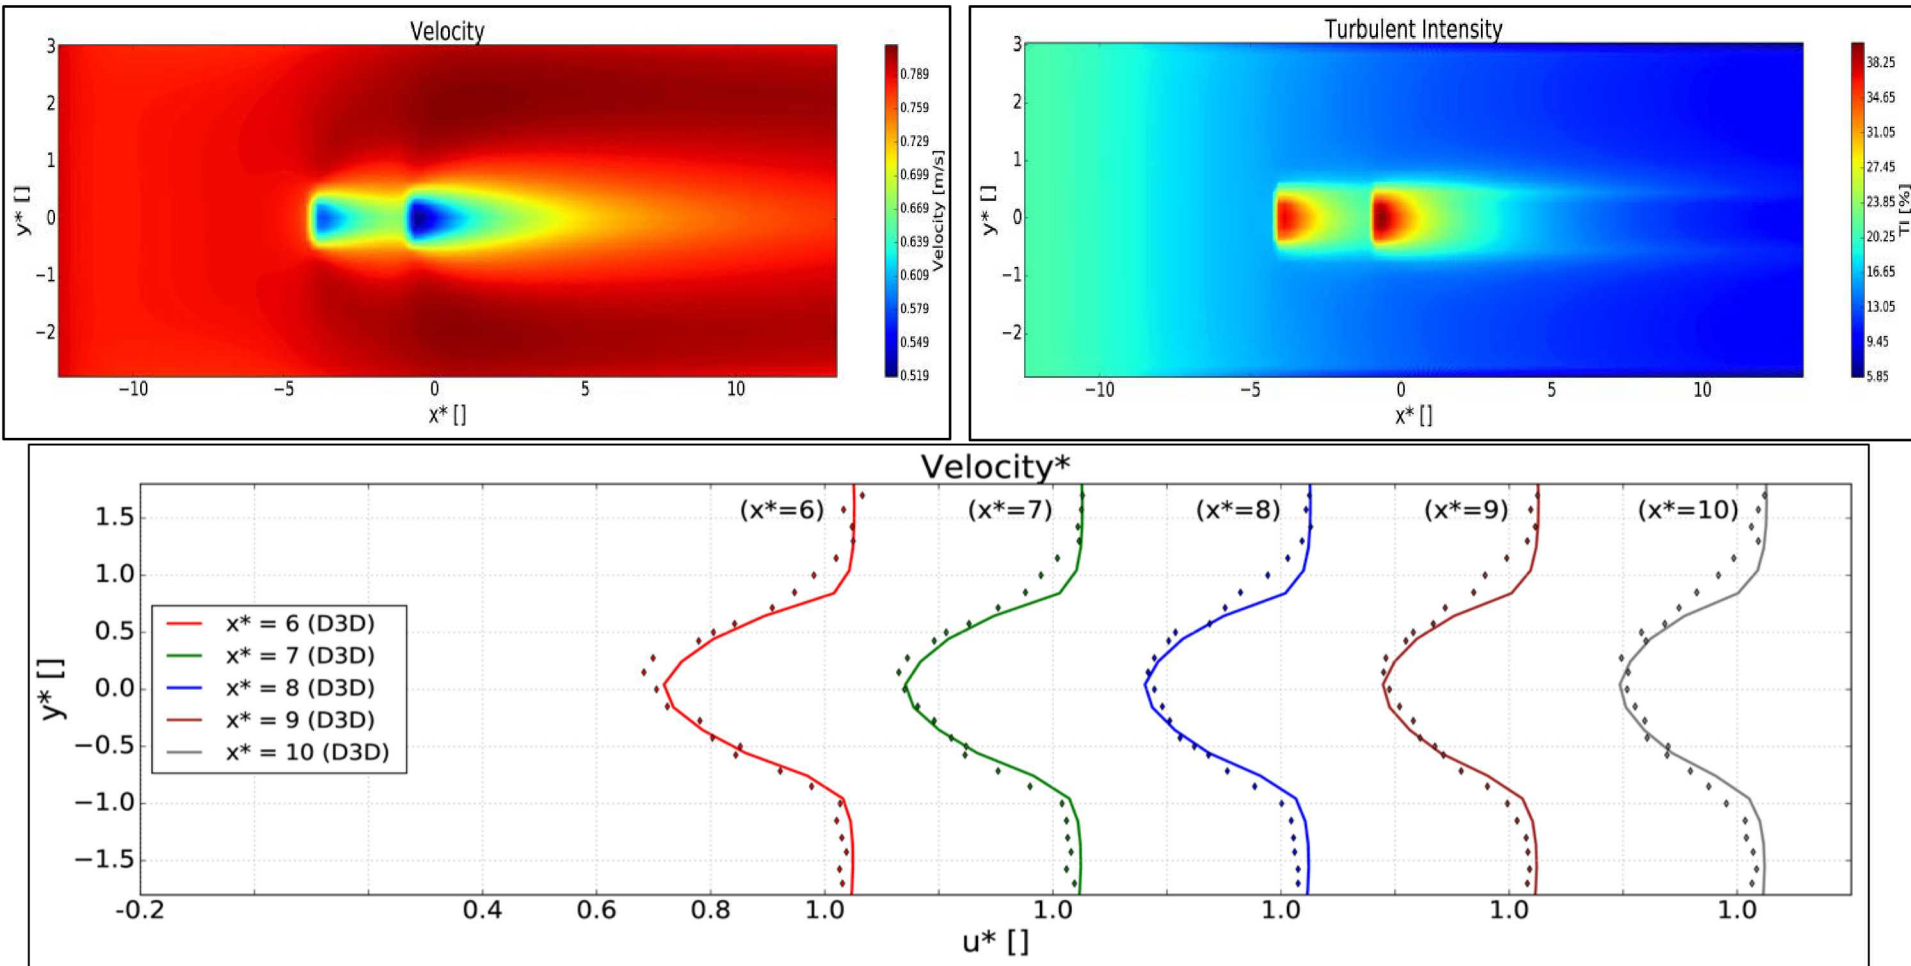 Velocity
3
2
1
0
−1
−2
y* []
−10
−5
0
5
10
x* []
0.789
0.759
0.729
0.699
0.669
0.639
0.609
0.579
0.549
0.519
Velocity [m/s]
Turbulent Intensity
3
2
1
0
−1
−2
y* []
−10
−5
0
5
10
x* []
38.25
34.65
31.05
27.45
23.85
20.25
16.65
13.05
9.45
5.85
TI [%]
Velocity*
(x*=6)
(x*=7)
(x*=8)
(x*=9)
(x*=10)
1.5
1.0
0.5
0.0
−0.5
−1.0
−1.5
y* []
x* = 6 (D3D)
x* = 7 (D3D)
x* = 8 (D3D)
x* = 9 (D3D)
x* = 10 (D3D)
-0.2
0.4
0.6
0.8
1.0
1.0
1.0
1.0
1.0
u* []